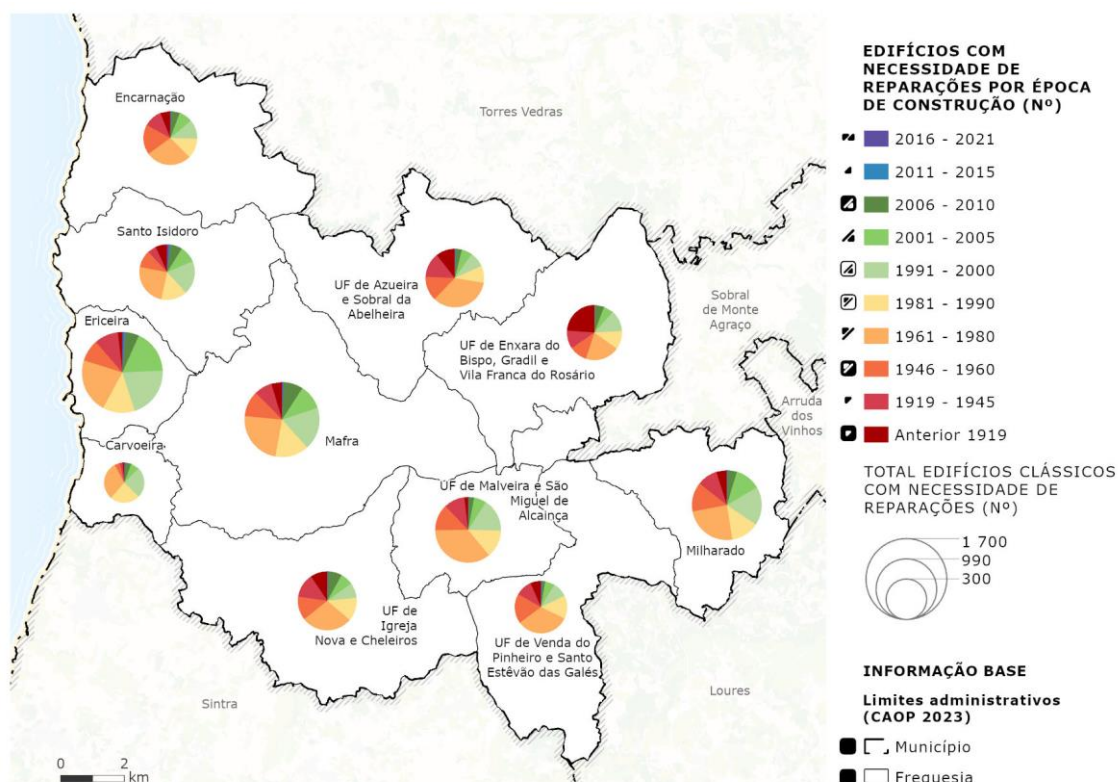 Encarnação
Torres Vedras
Santo Isidoro
UF de Azueira
e Sobral da
Abelheira
Sobral
de Monte
Agraço
Ericeira
UF de Enxara do
Bispo, Gradil e
Vila Franca do Rosário
Arruda
dos
Vinhos
Mafra
Carvoeira
UF de Malveira e São
Miguel de
Alcainça
Milharado
UF de
Igreja
Nova e Cheleiros
UF de Venda do
Pinheiro e Santo
Estêvão das Galés
Sintra
Loures
0 2
km
EDIFÍCIOS COM
NECESSIDADE DE
REPARAÇÕES POR ÉPOCA
DE CONSTRUÇÃO (Nº)
2016 - 2021
2011 - 2015
2006 - 2010
2001 - 2005
1991 - 2000
1981 - 1990
1961 - 1980
1946 - 1960
1919 - 1945
Anterior 1919
TOTAL EDIFÍCIOS CLÁSSICOS
COM NECESSIDADE DE
REPARAÇÕES (Nº)
1 700
990
300
INFORMAÇÃO BASE
Limites administrativos
(CAOP 2023)
Município
Freguesia